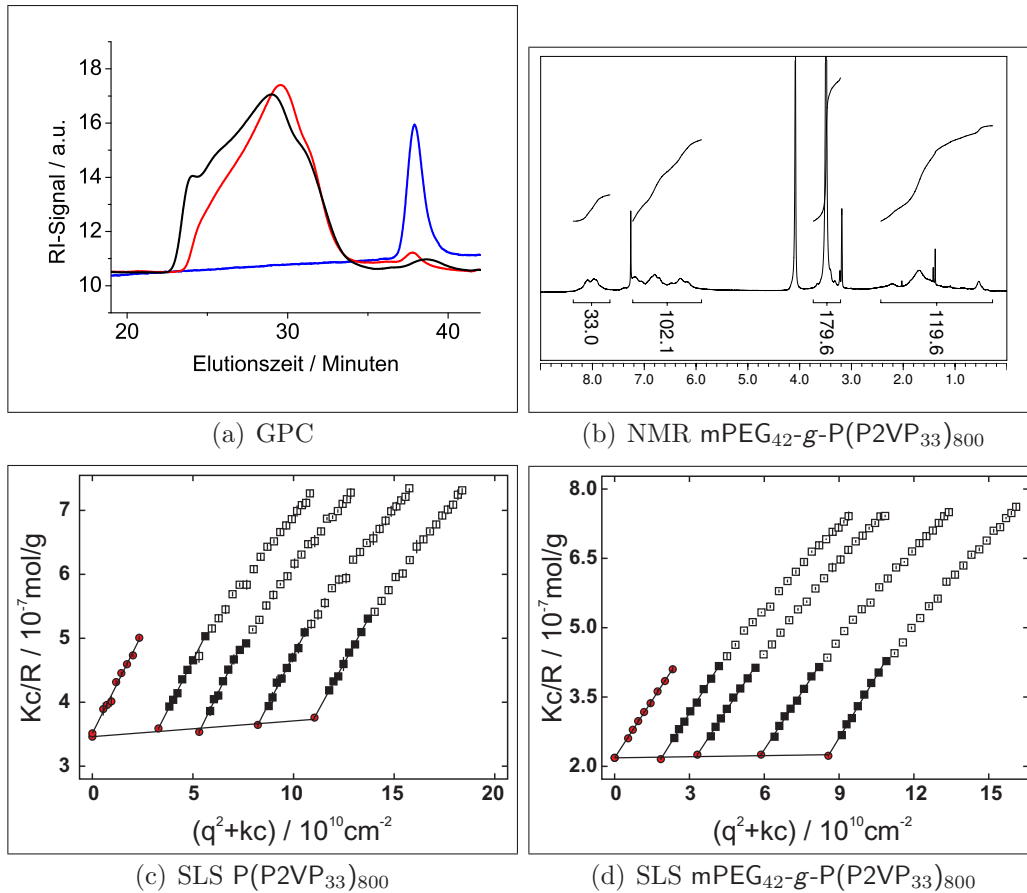 RI-Signal / a.u.
18
16
14
12
10
20 30 40
Elutionszeit / Minuten
(a) GPC
33.0 102.1 179.6 119.6
8.0 7.0 6.0 5.0 4.0 3.0 2.0 1.0
(b) NMR mPEG₄₂-g-P(P2VP₃₃)₈₀₀
Kc/R / 10⁻⁷mol/g
7
6
5
4
3
0 5 10 15 20
(q²+kc) / 10¹⁰cm⁻²
(c) SLS P(P2VP₃₃)₈₀₀
Kc/R / 10⁻⁷mol/g
8.0
6.5
5.0
3.5
2.0
0 3 6 9 12 15
(q²+kc) / 10¹⁰cm⁻²
(d) SLS mPEG₄₂-g-P(P2VP₃₃)₈₀₀